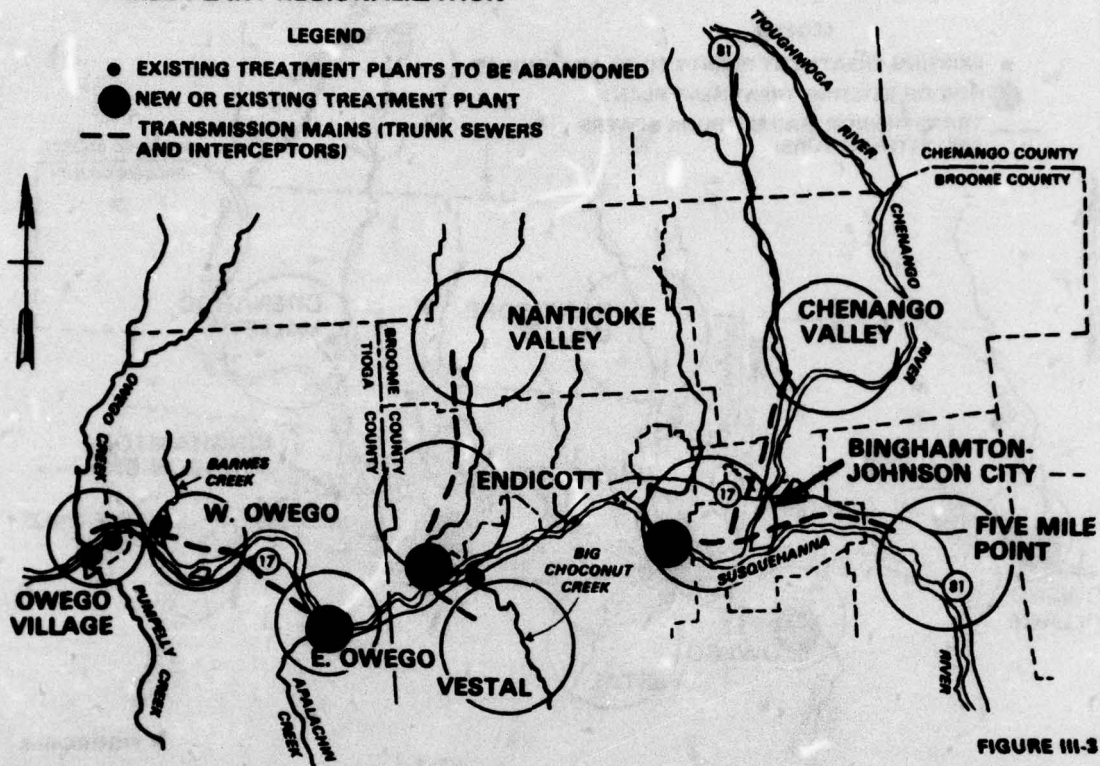 LEGEND
EXISTING TREATMENT PLANTS TO BE ABANDONED
NEW OR EXISTING TREATMENT PLANT
TRANSMISSION MAINS (TRUNK SEWERS
AND INTERCEPTORS)
81
TIOUGHNIOGA
RIVER
CHENANGO COUNTY
BROOME COUNTY
CHENANGO
RIVER
NANTICOKE
VALLEY
CHENANGO
VALLEY
BROOME
TIOGA
COUNTY
COUNTY
OWEGO
CREEK
BARNES
CREEK
W. OWEGO
17
ENDICOTT
17
BINGHAMTON-
JOHNSON CITY
FIVE MILE
POINT
81
SUSQUEHANNA
RIVER
BIG
CHOCONUT
CREEK
OWEGO
VILLAGE
PUMPELLY
CREEK
E. OWEGO
APALACHIN
CREEK
VESTAL
FIGURE III-3